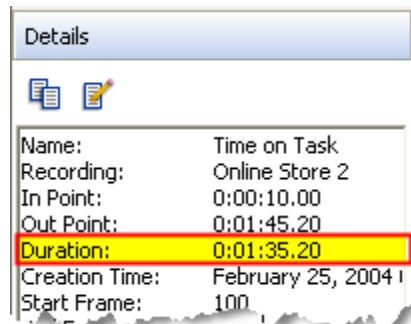 Details
Name: Time on Task
Recording: Online Store 2
In Point: 0:00:10.00
Out Point: 0:01:45.20
Duration: 0:01:35.20
Creation Time: February 25, 2004
Start Frame: 100